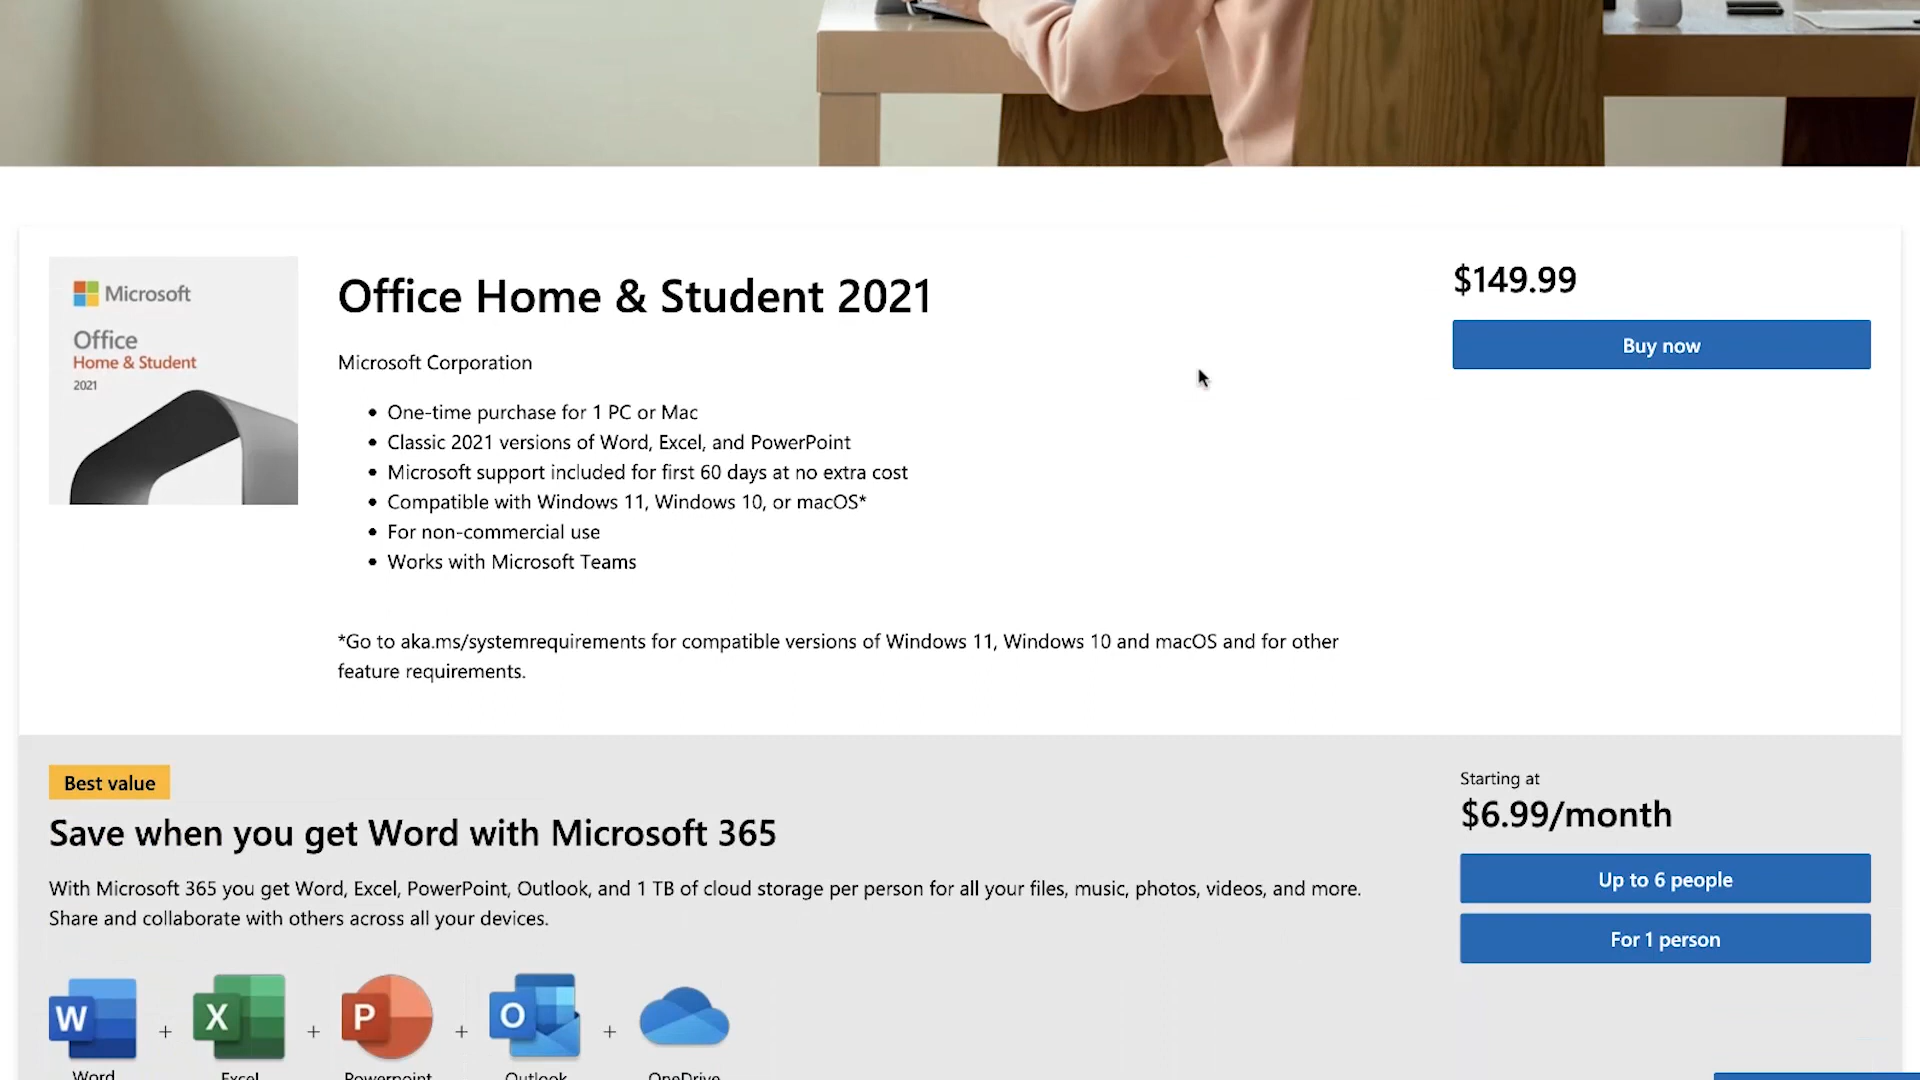 Microsoft
Office
Home & Student
2021
Office Home & Student 2021
Microsoft Corporation
• One-time purchase for 1 PC or Mac
• Classic 2021 versions of Word, Excel, and PowerPoint
• Microsoft support included for first 60 days at no extra cost
• Compatible with Windows 11, Windows 10, or macOS*
• For non-commercial use
• Works with Microsoft Teams
*Go to aka.ms/systemrequirements for compatible versions of Windows 11, Windows 10 and macOS and for other
feature requirements.
$149.99
Buy now
Best value
Save when you get Word with Microsoft 365
With Microsoft 365 you get Word, Excel, PowerPoint, Outlook, and 1 TB of cloud storage per person for all your files, music, photos, videos, and more.
Share and collaborate with others across all your devices.
Starting at
$6.99/month
Up to 6 people
For 1 person
W + X + P + O +
Word Excel Powerpoint Outlook OneDrive